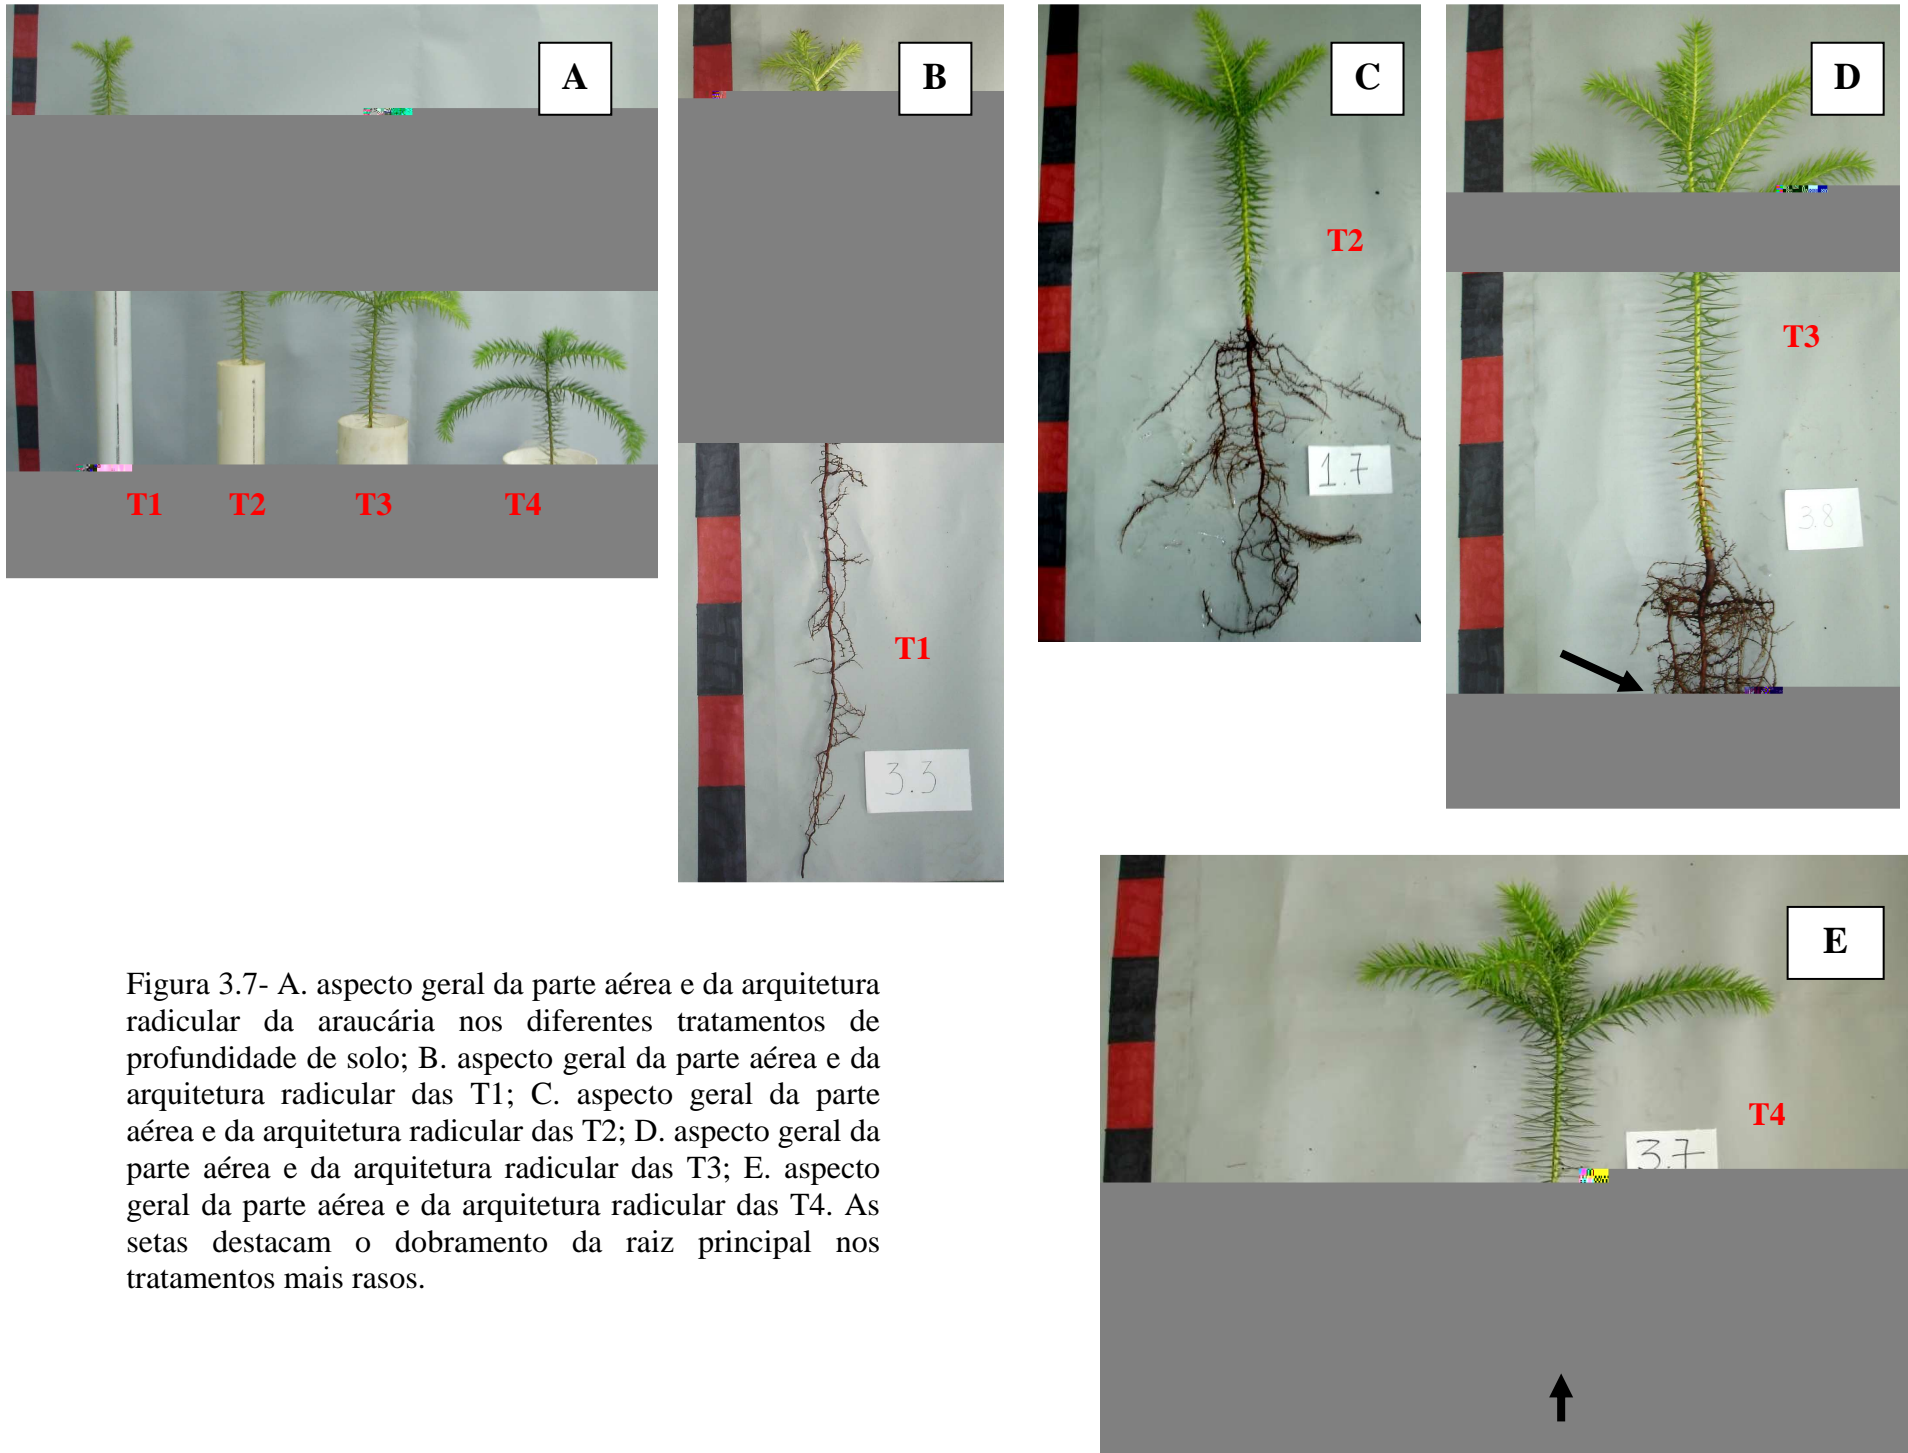 A
B
C
D
T2
T3
T1 T2 T3 T4
1.7
3.8
T1
3.3
E
T4
3.7
Figura 3.7- A. aspecto geral da parte aérea e da arquitetura
radicular da araucária nos diferentes tratamentos de
profundidade de solo; B. aspecto geral da parte aérea e da
arquitetura radicular das T1; C. aspecto geral da parte
aérea e da arquitetura radicular das T2; D. aspecto geral da
parte aérea e da arquitetura radicular das T3; E. aspecto
geral da parte aérea e da arquitetura radicular das T4. As
setas destacam o dobramento da raiz principal nos
tratamentos mais rasos.